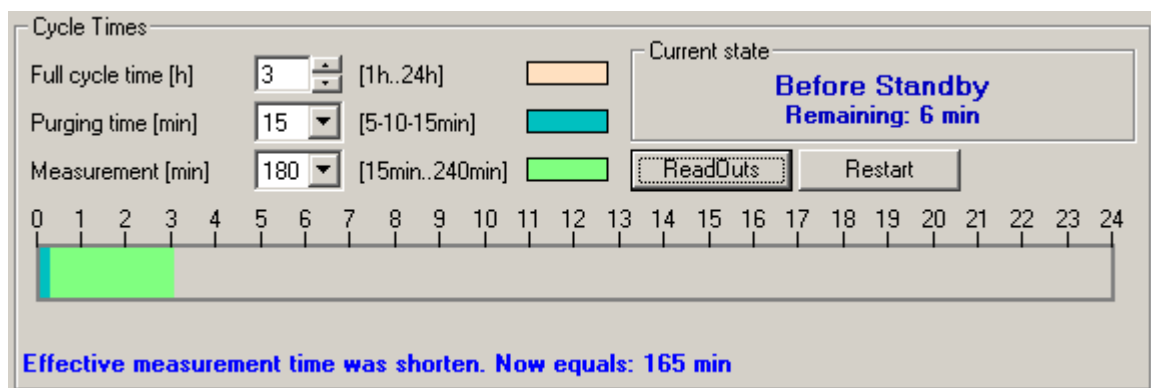 Cycle Times
Full cycle time [h] 3 [1h..24h]
Purging time [min] 15 [5-10-15min]
Measurement [min] 180 [15min..240min]
Current state
Before Standby
Remaining: 6 min
ReadOuts Restart
0 1 2 3 4 5 6 7 8 9 10 11 12 13 14 15 16 17 18 19 20 21 22 23 24
Effective measurement time was shorten. Now equals: 165 min